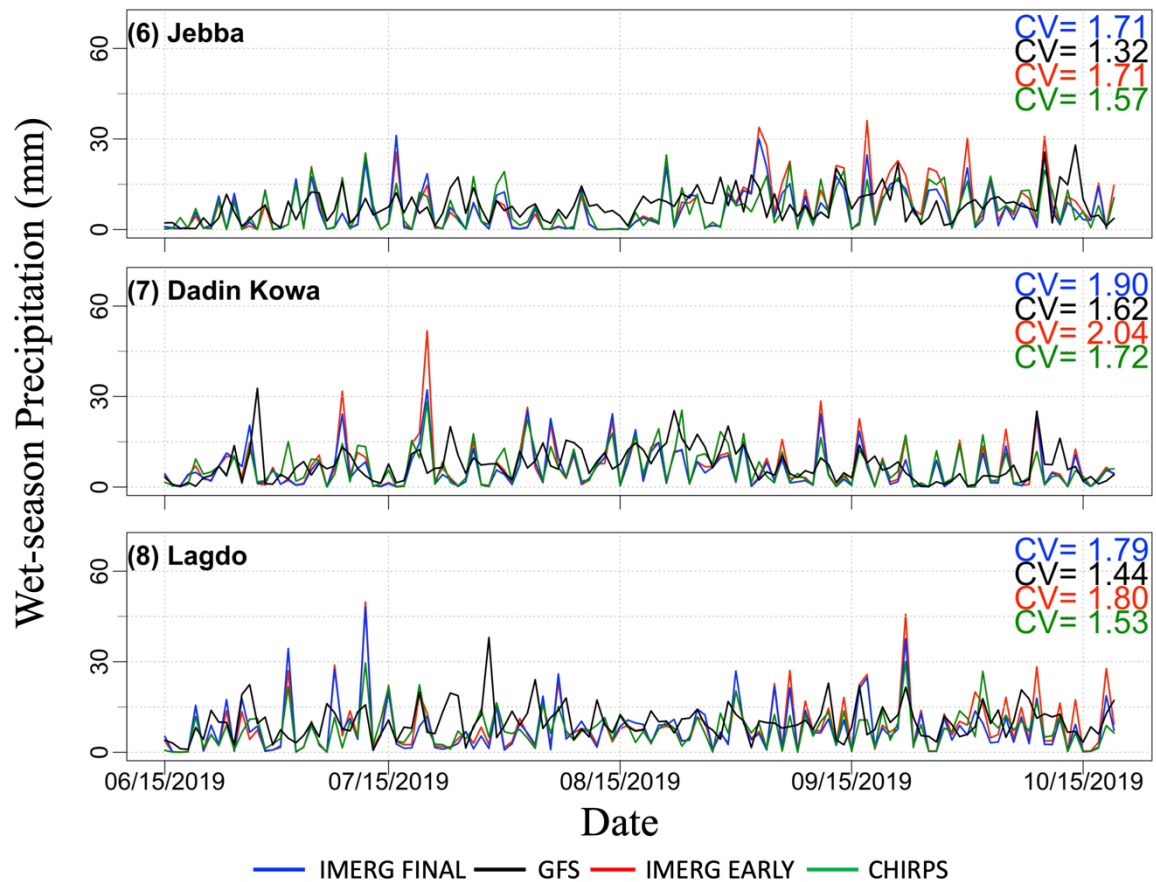 Wet-season Precipitation (mm)
(6) Jebba
CV= 1.71
CV= 1.32
CV= 1.71
CV= 1.57
60
30
0
(7) Dadin Kowa
CV= 1.90
CV= 1.62
CV= 2.04
CV= 1.72
60
30
0
(8) Lagdo
CV= 1.79
CV= 1.44
CV= 1.80
CV= 1.53
60
30
0
06/15/2019 07/15/2019 08/15/2019 09/15/2019 10/15/2019
Date
IMERG FINAL GFS IMERG EARLY CHIRPS